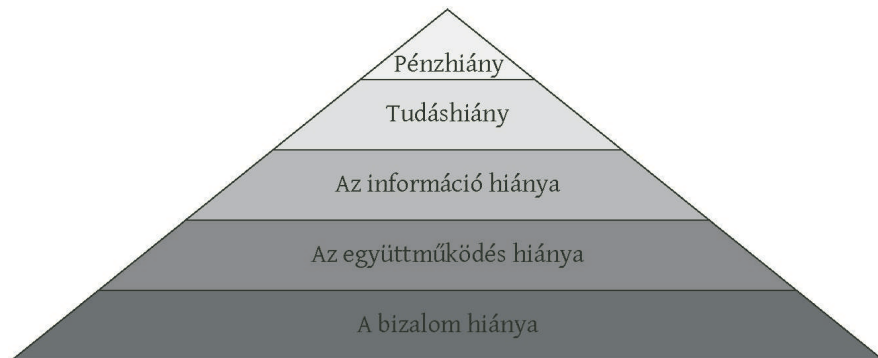 Pénzhiány
Tudáshiány
Az információ hiánya
Az együttműködés hiánya
A bizalom hiánya